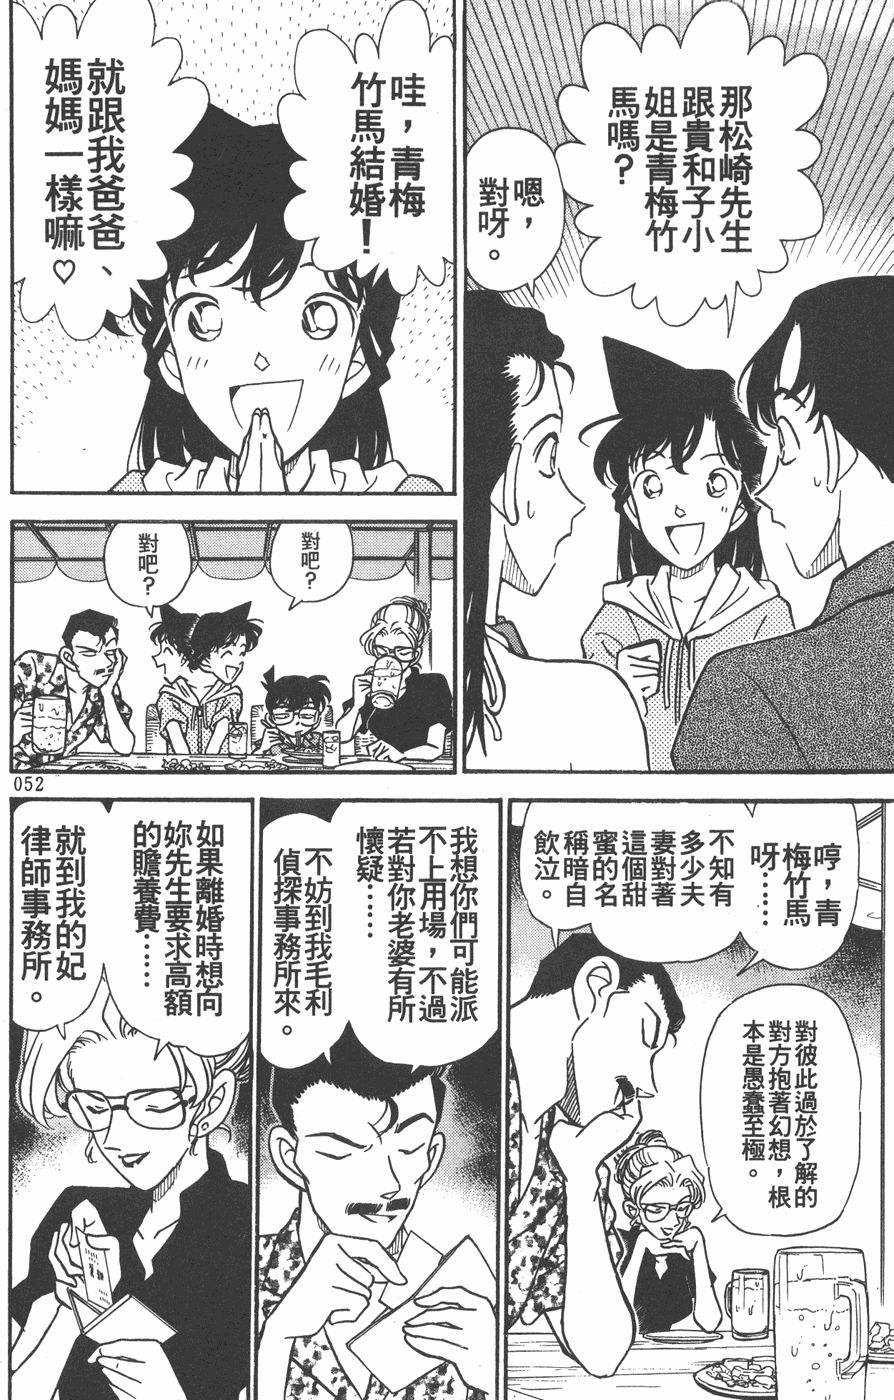 那松崎先生
跟貴和子小
姐是青梅竹
馬嗎？
嗯，
對呀。
哇，青梅
竹馬結婚！
就跟我爸爸、
媽媽一樣嘛♡
對吧？
對吧？
052
哼，青
梅竹馬
呀……
不知有
多少夫
妻對著
這個甜
蜜的名
稱暗自
飲泣。
對彼此過於了解的
對方抱著幻想，根
本是愚蠢至極。
我想你們可能派
不上用場，不過
若對你老婆有所
懷疑……
不妨到我毛利
偵探事務所來。
如果離婚時想向
妳先生要求高額
的贍養費……
就到我的妃
律師事務所。